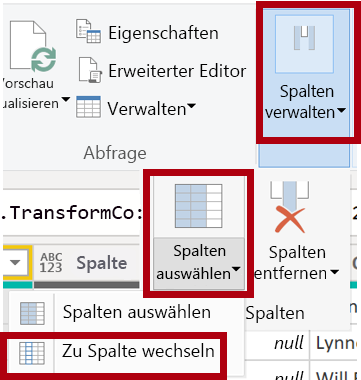 Eigenschaften
Vorschau
ualisieren
Erweiterter Editor
Verwalten
Abfrage
Spalten
verwalten
.TransformCo:
ABC
123
Spalte
Spalten
auswählen
Spalten
entfernen
2
Spalten auswählen
Spalten
Zu Spalte wechseln
null
Lynne
null
Will